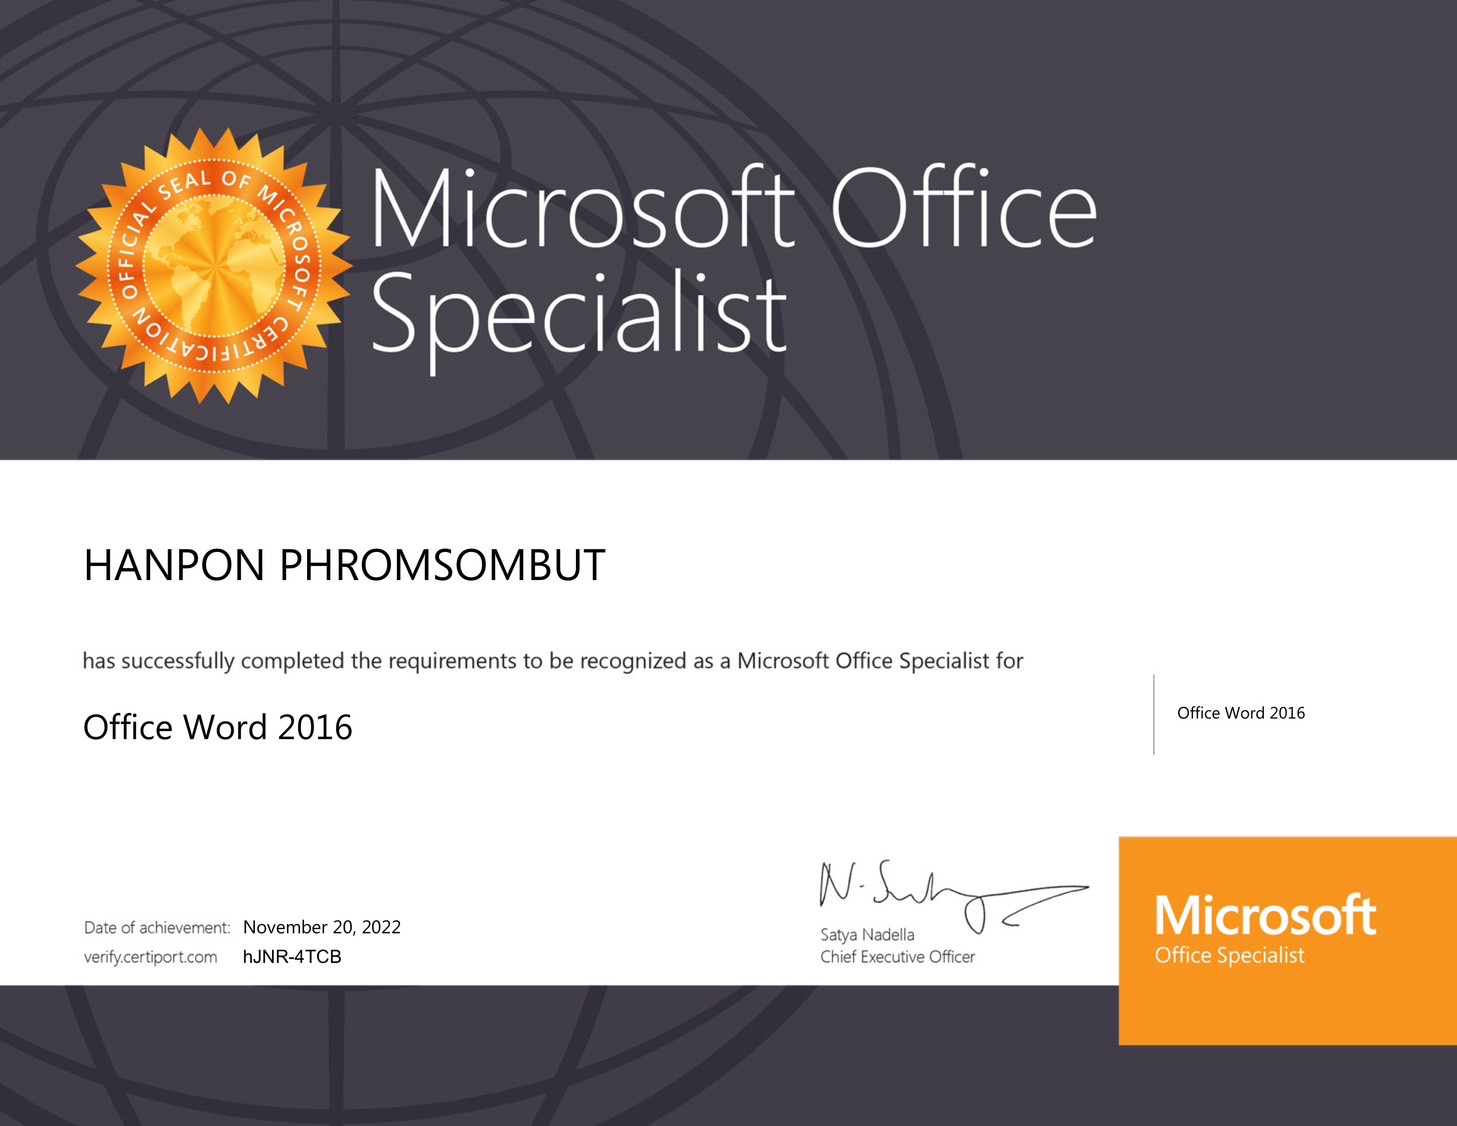 OFFICIAL SEAL OF MICROSOFT CERTIFICATION
Microsoft Office
Specialist
HANPON PHROMSOMBUT
has successfully completed the requirements to be recognized as a Microsoft Office Specialist for
Office Word 2016
Office Word 2016
Date of achievement: November 20, 2022
verify.certiport.com hJNR-4TCB
Satya Nadella
Chief Executive Officer
Microsoft
Office Specialist